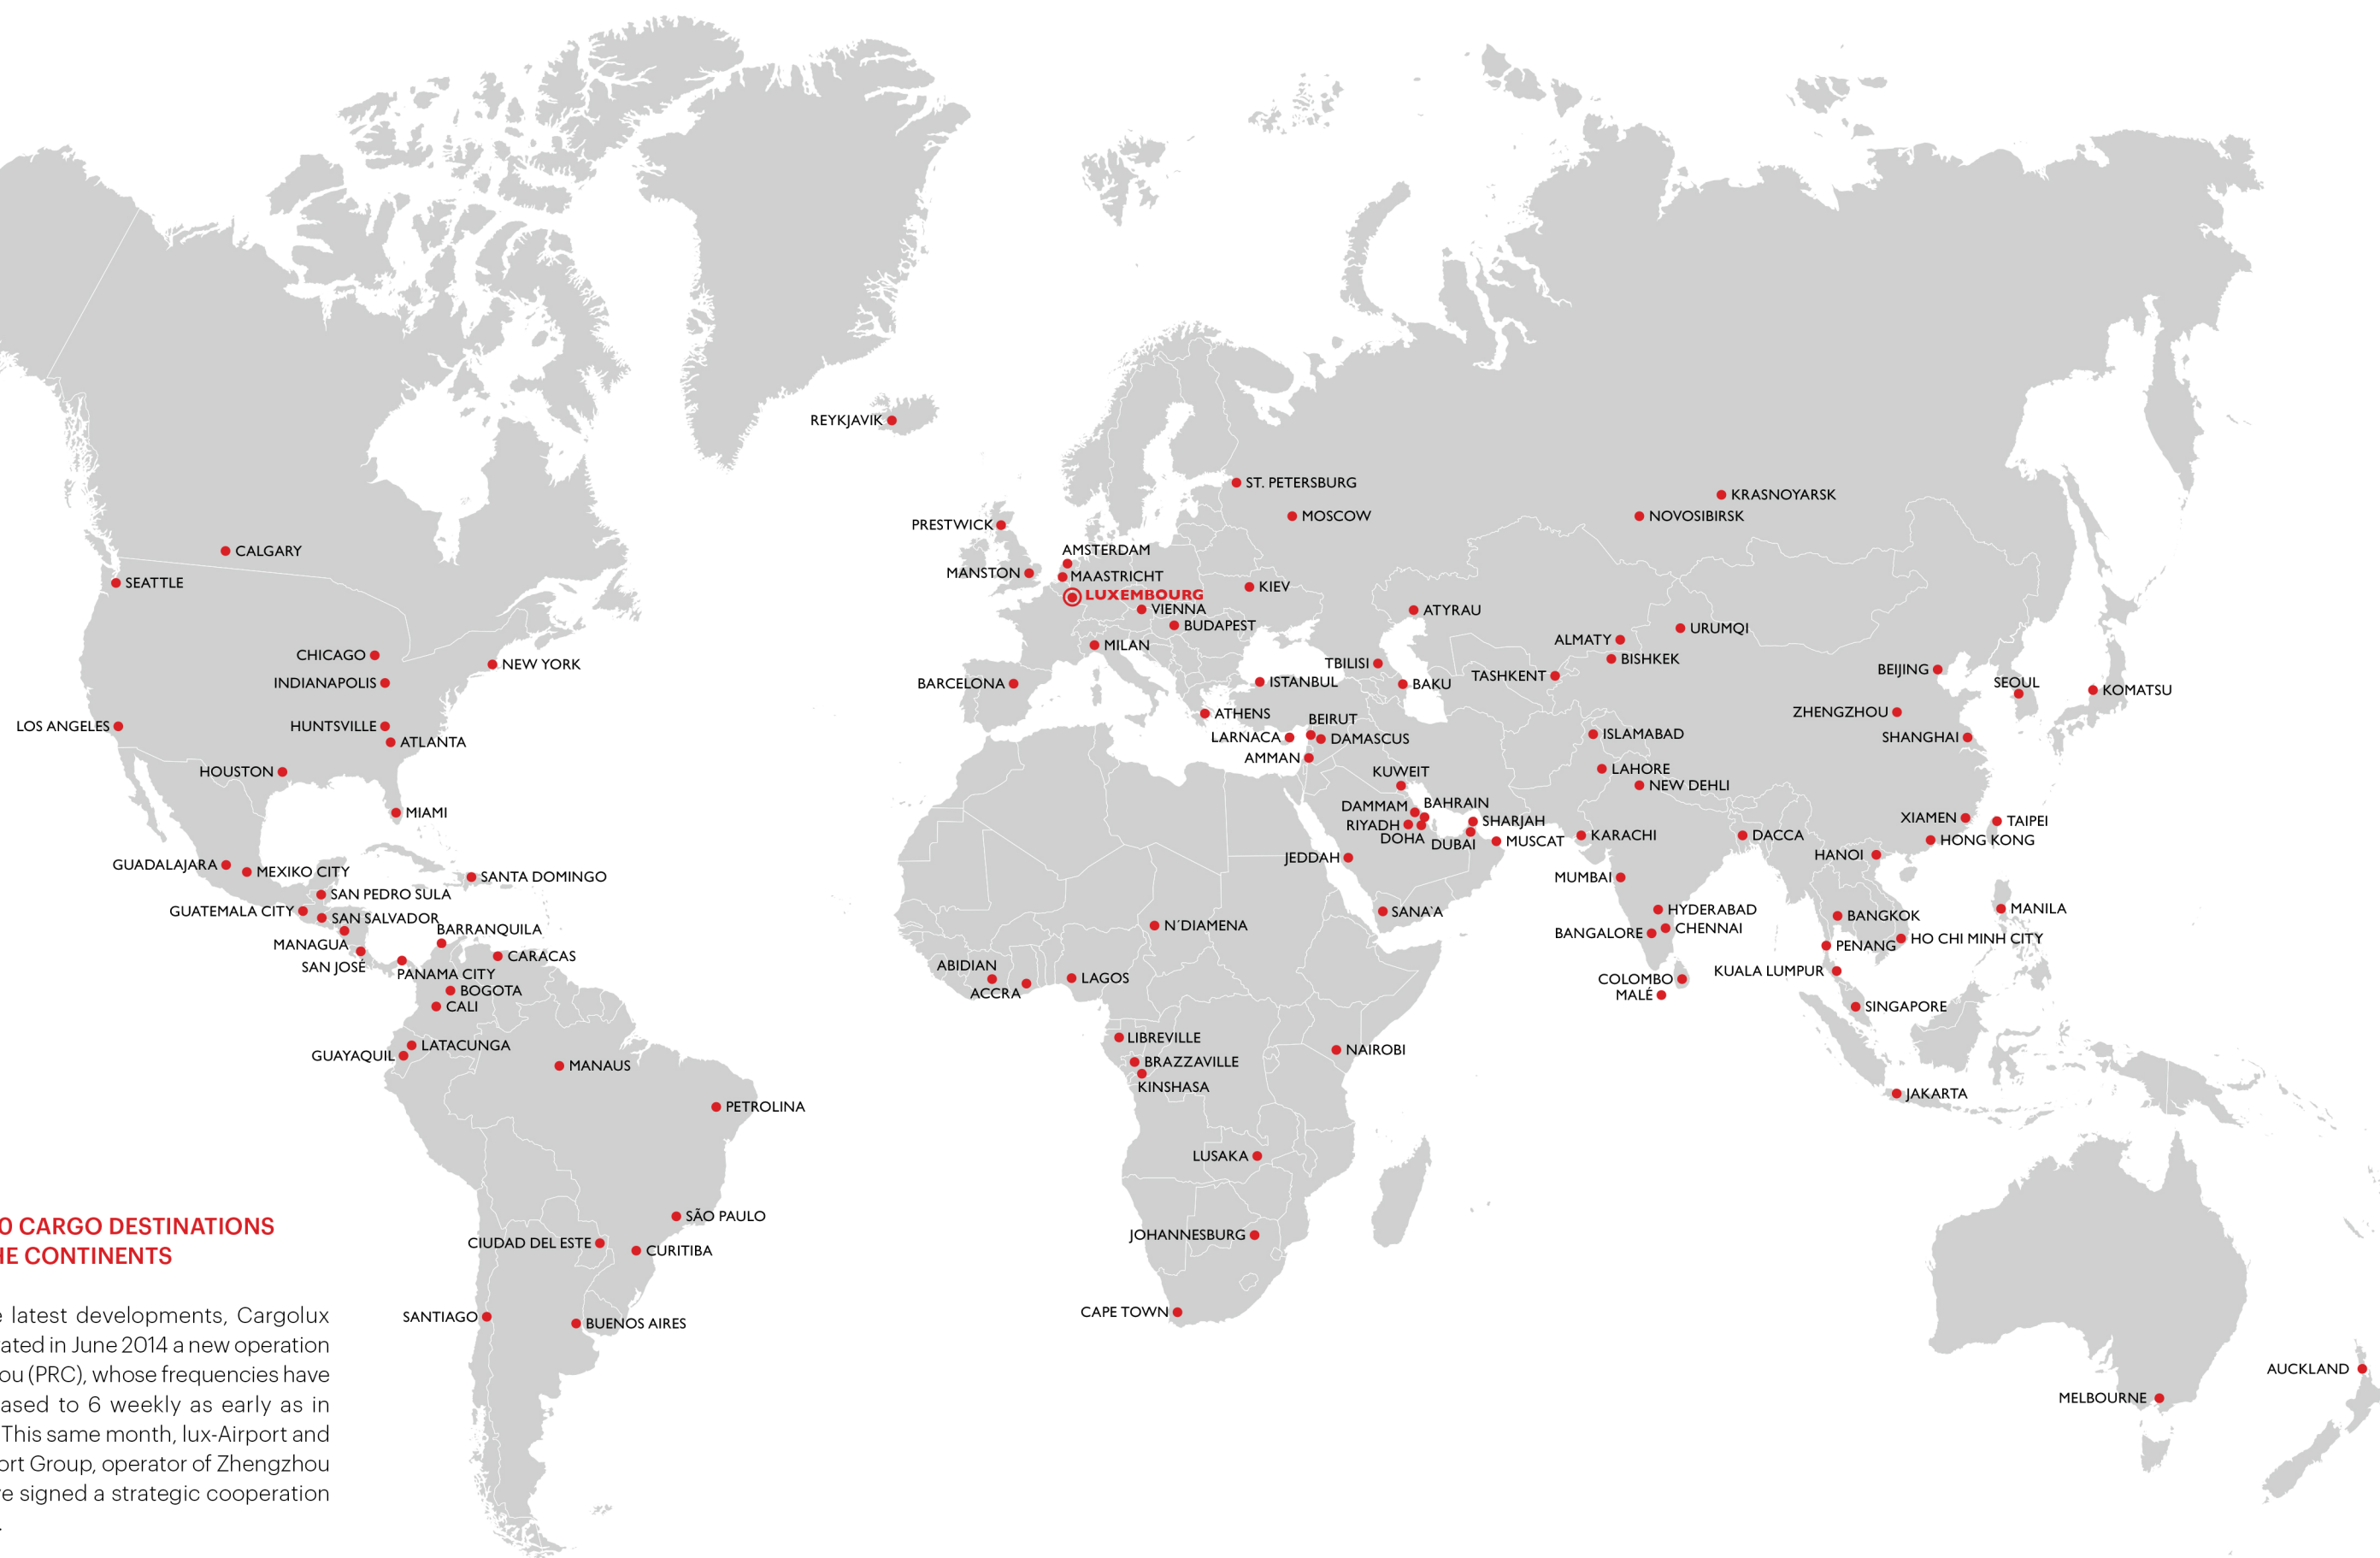 REYKJAVIK
ST. PETERSBURG
KRASNOYARSK
MOSCOW
NOVOSIBIRSK
PRESTWICK
CALGARY
AMSTERDAM
SEATTLE
MANSTON
MAASTRICHT
KIEV
LUXEMBOURG
VIENNA
ATYRAU
BUDAPEST
URUMQI
ALMATY
MILAN
CHICAGO
NEW YORK
TBILISI
BISHKEK
BEIJING
INDIANAPOLIS
BARCELONA
ISTANBUL
BAKU
TASHKENT
SEOUL
KOMATSU
ATHENS
ZHENGZHOU
LOS ANGELES
HUNTSVILLE
BEIRUT
ISLAMABAD
LARNACA
DAMASCUS
SHANGHAI
ATLANTA
AMMAN
HOUSTON
KUWEIT
LAHORE
NEW DEHLI
MIAMI
DAMMAM
BAHRAIN
XIAMEN
TAIPEI
RIYADH
SHARJAH
DOHA
DUBAI
MUSCAT
KARACHI
DACCA
HONG KONG
JEDDAH
HANOI
GUADALAJARA
MEXIKO CITY
SANTA DOMINGO
MUMBAI
SAN PEDRO SULA
GUATEMALA CITY
SAN SALVADOR
SANA`A
HYDERABAD
BANGKOK
MANILA
BARRANQUILA
N´DIAMENA
BANGALORE
CHENNAI
MANAGUA
HO CHI MINH CITY
PENANG
SAN JOSÉ
CARACAS
PANAMA CITY
ABIDIAN
LAGOS
COLOMBO
KUALA LUMPUR
BOGOTA
ACCRA
MALÉ
CALI
SINGAPORE
LATACUNGA
LIBREVILLE
GUAYAQUIL
NAIROBI
MANAUS
BRAZZAVILLE
KINSHASA
JAKARTA
PETROLINA
LUSAKA
SÃO PAULO
JOHANNESBURG
CIUDAD DEL ESTE
CURITIBA
CAPE TOWN
SANTIAGO
BUENOS AIRES
AUCKLAND
MELBOURNE
0 CARGO DESTINATIONS
HE CONTINENTS
e latest developments, Cargolux
ated in June 2014 a new operation
ou (PRC), whose frequencies have
ased to 6 weekly as early as in
This same month, lux-Airport and
ort Group, operator of Zhengzhou
e signed a strategic cooperation
.